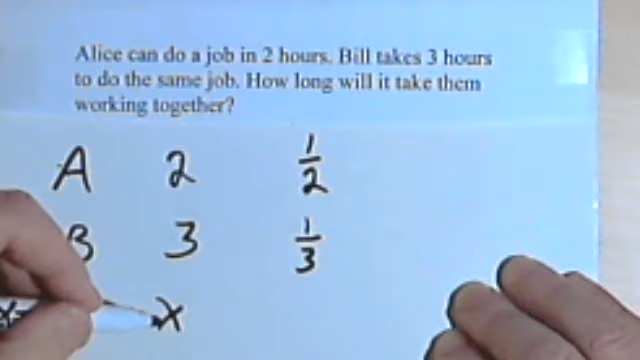 Alice can do a job in 2 hours. Bill takes 3 hours
to do the same job. How long will it take them
working together?
A 2 1/2
B 3 1/3
x